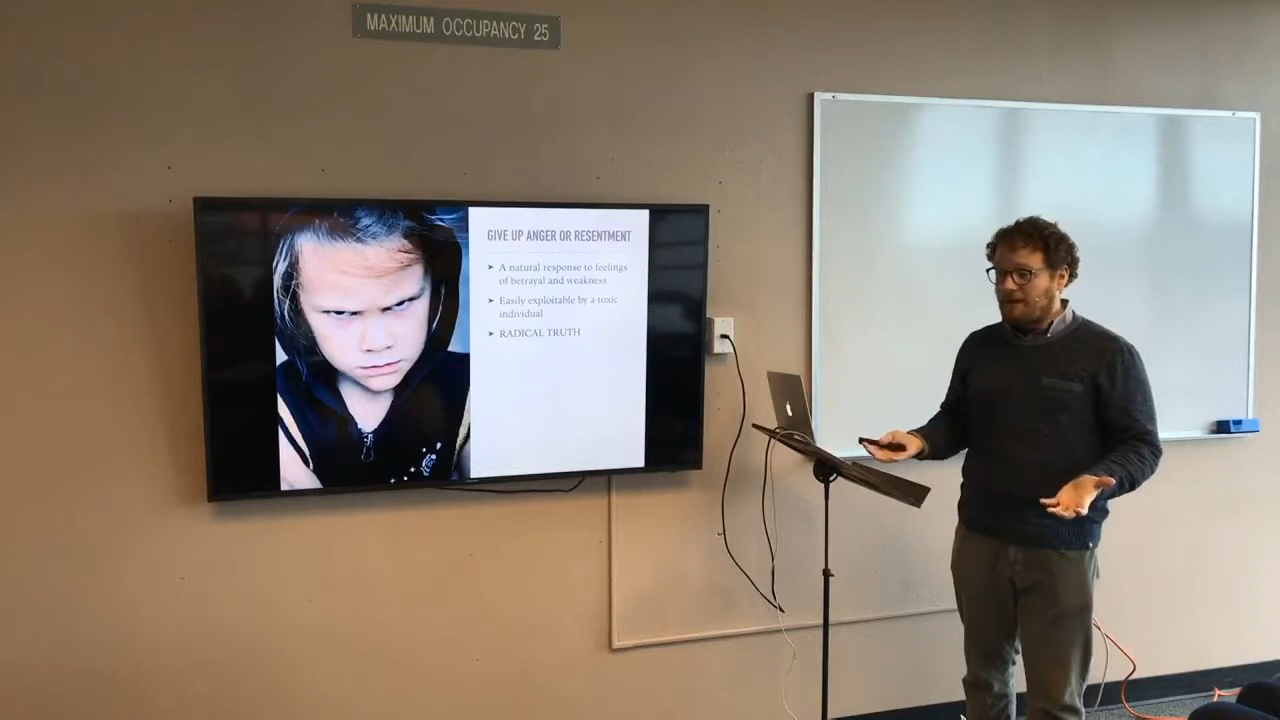 MAXIMUM OCCUPANCY 25
GIVE UP ANGER OR RESENTMENT
➤ A natural response to feelings
of betrayal and weakness
➤ Easily exploitable by a toxic
individual
➤ RADICAL TRUTH